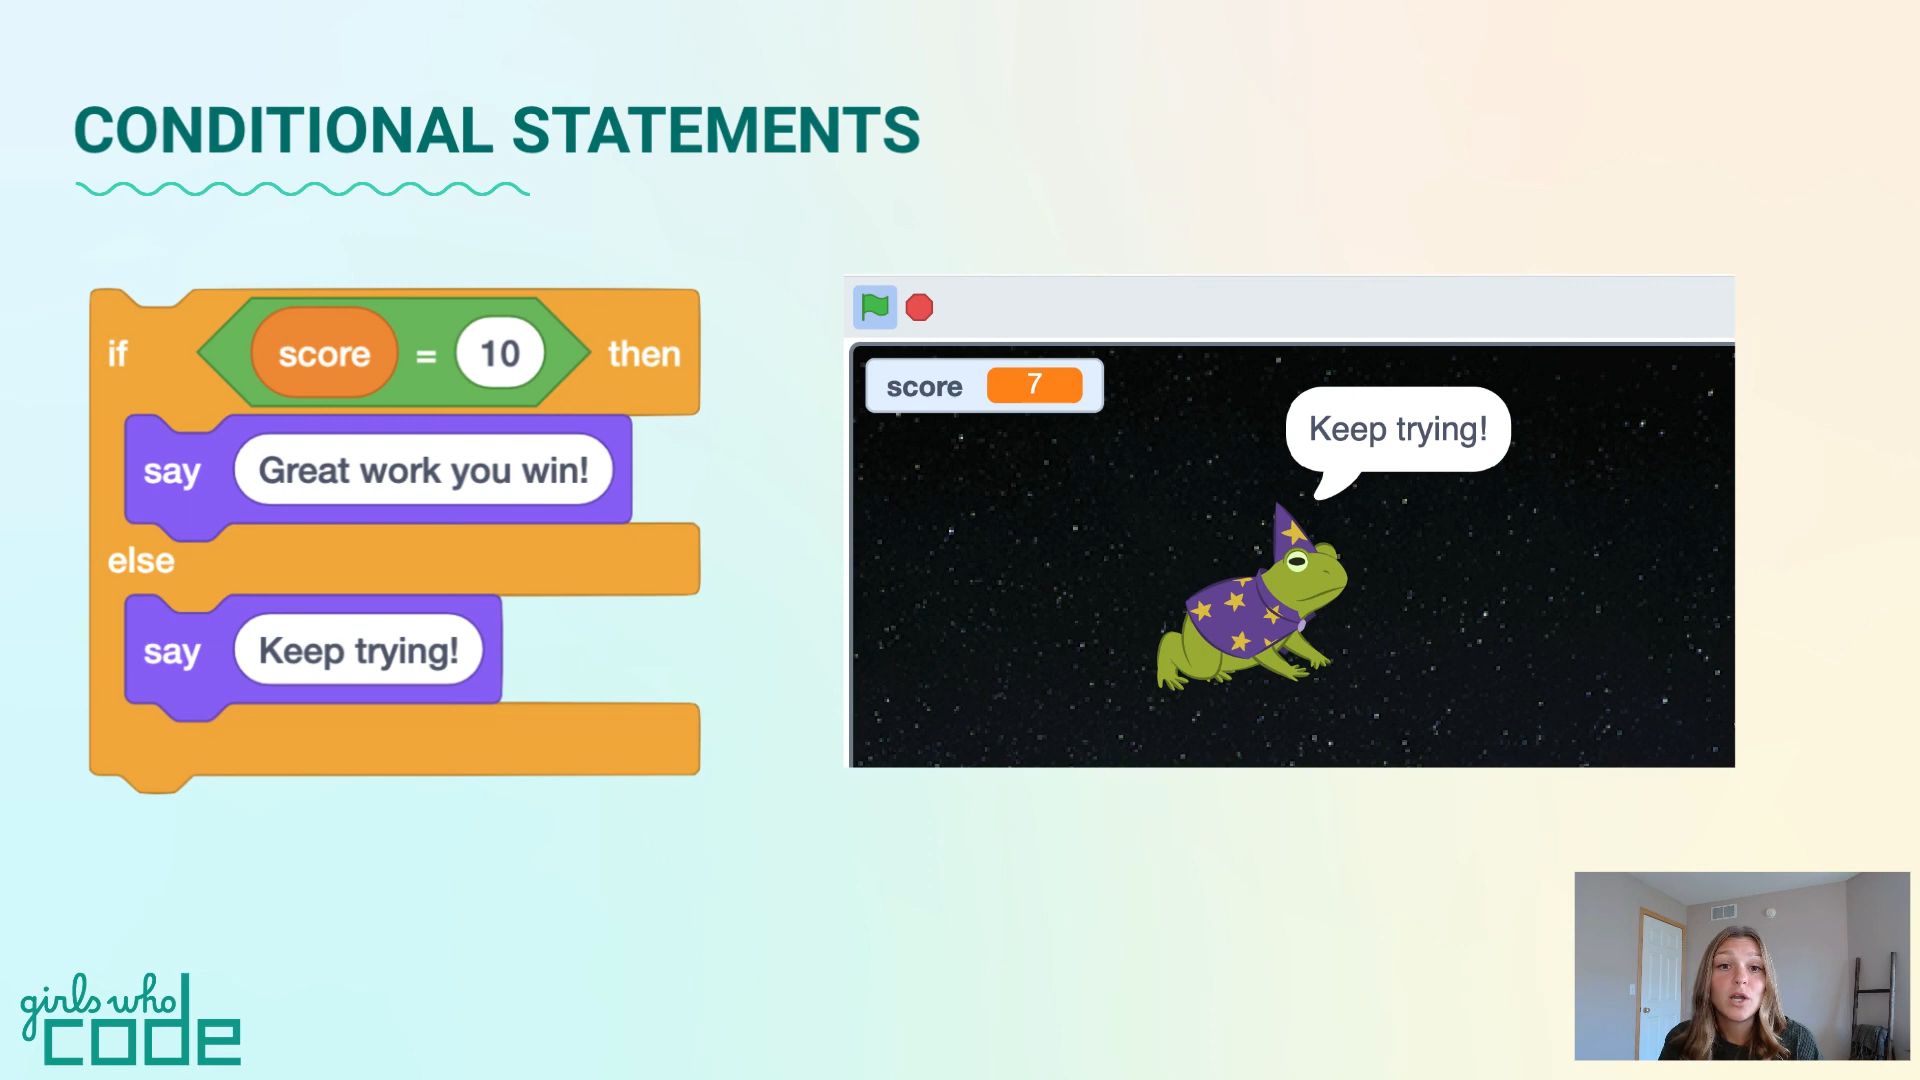 CONDITIONAL STATEMENTS
if score = 10 then
say Great work you win!
else
say Keep trying!
score 7
Keep trying!
girls who
code